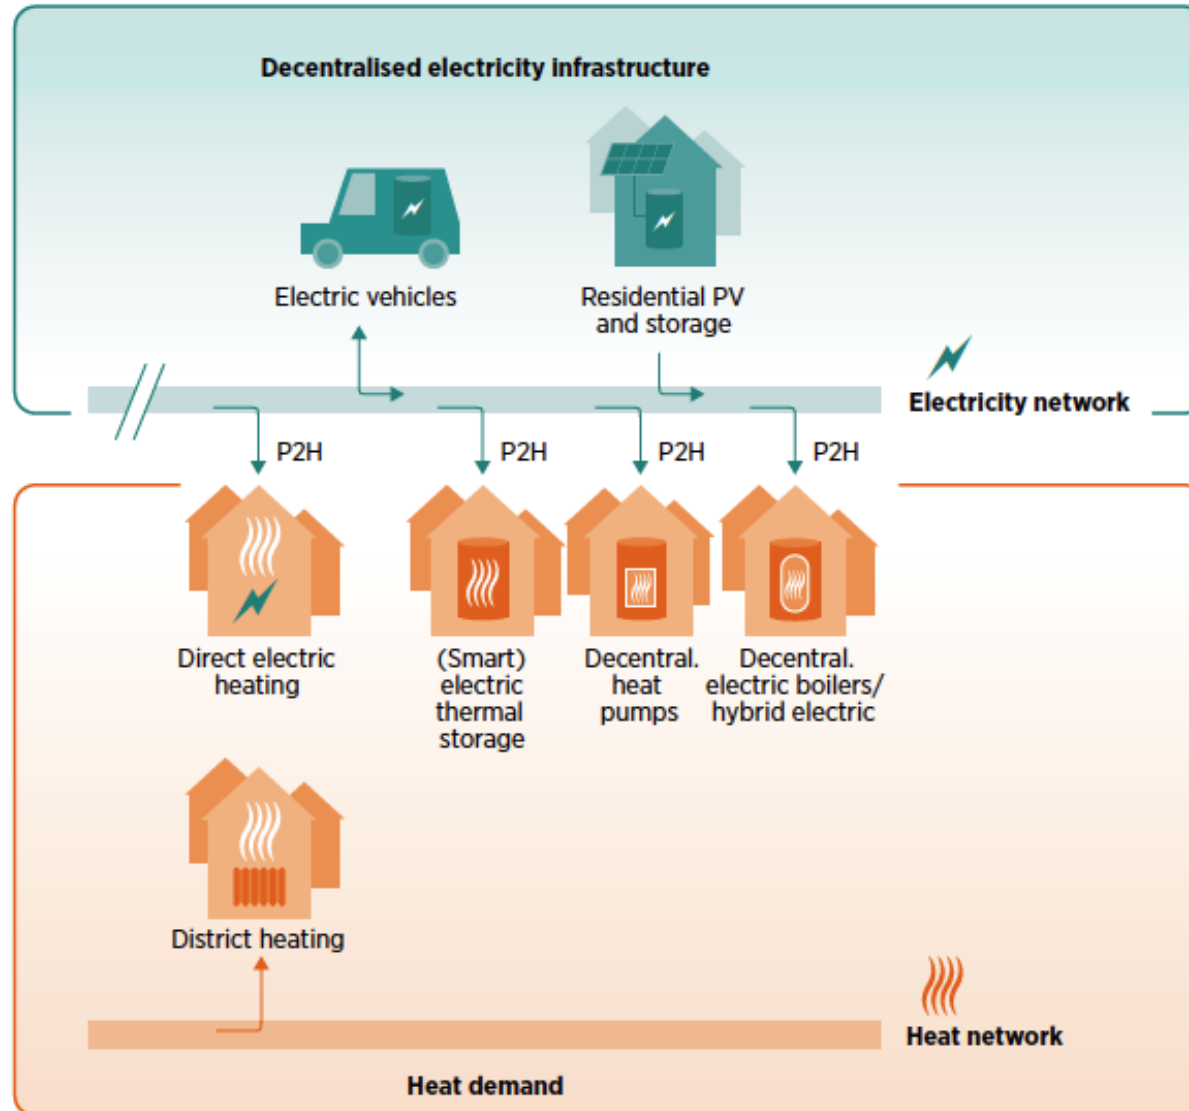 Decentralised electricity infrastructure
Electric vehicles
Residential PV
and storage
Electricity network
P2H
P2H
P2H
P2H
Direct electric
heating
(Smart)
electric
thermal
storage
Decentral.
heat
pumps
Decentral.
electric boilers/
hybrid electric
District heating
Heat network
Heat demand